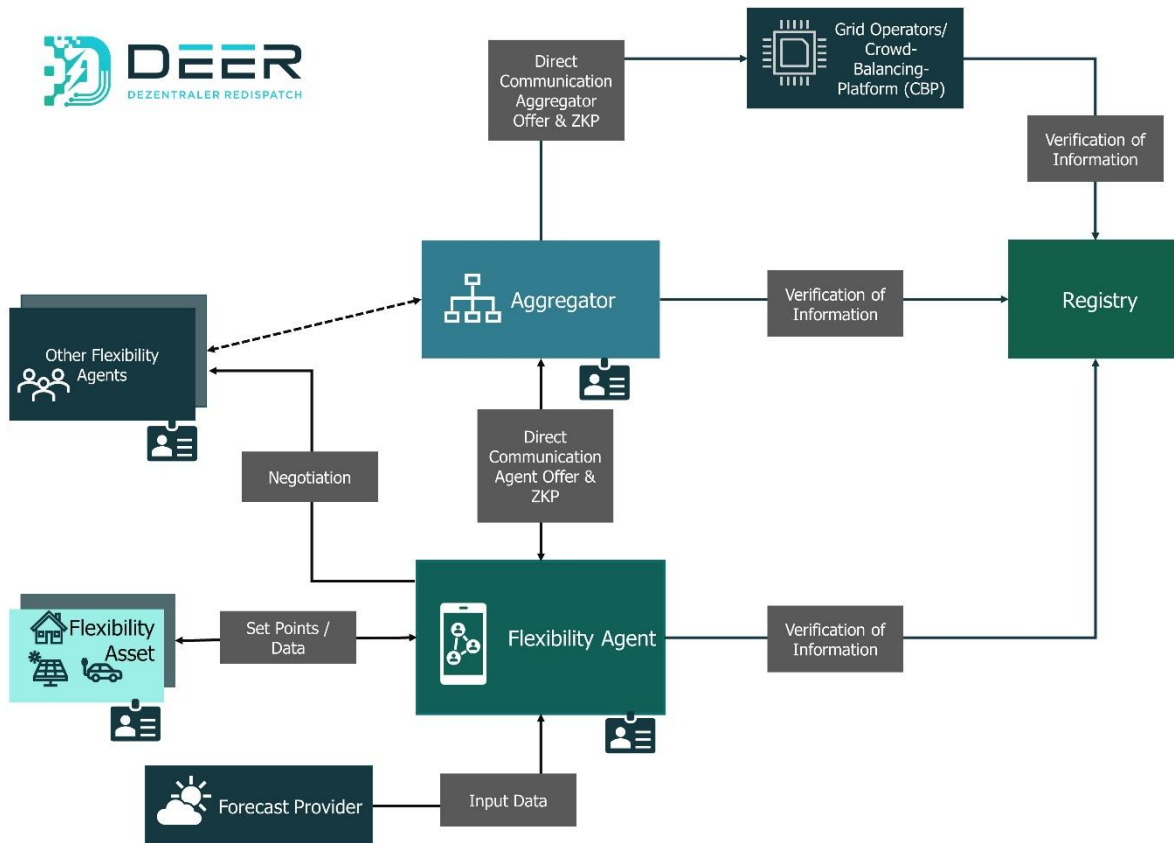 DEER
DEZENTRALER REDISPATCH
Direct
Communication
Aggregator
Offer & ZKP
Grid Operators/
Crowd-
Balancing-
Platform (CBP)
Verification of
Information
Aggregator
Verification of
Information
Registry
Other Flexibility
Agents
Direct
Communication
Agent Offer &
ZKP
Negotiation
Flexibility
Asset
Set Points /
Data
Flexibility Agent
Verification of
Information
Forecast Provider
Input Data